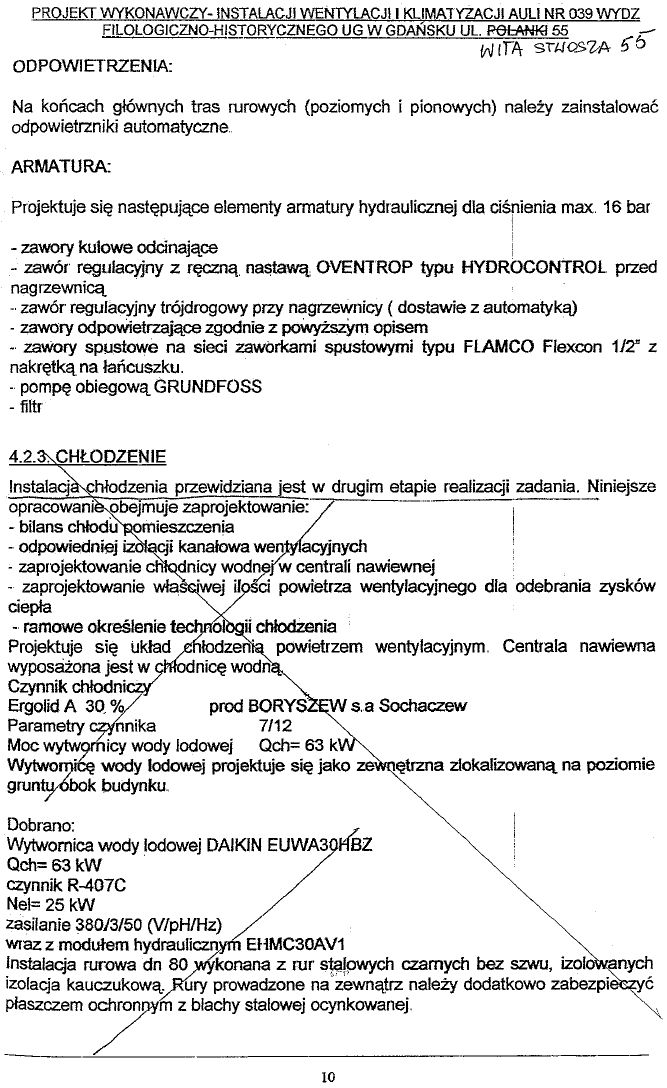 PROJEKT WYKONAWCZY- INSTALACJI WENTYLACJI I KLIMATYZACJI AULI NR 039 WYDZ
FILOLOGICZNO-HISTORYCZNEGO UG W GDAŃSKU UL. POLANKI 55
WITA STWOSZA 55
ODPOWIETRZENIA:
Na końcach głównych tras rurowych (poziomych i pionowych) należy zainstalować
odpowietrzniki automatyczne.
ARMATURA:
Projektuje się następujące elementy armatury hydraulicznej dla ciśnienia max. 16 bar
- zawory kulowe odcinające
- zawór regulacyjny z ręczną nastawą OVENTROP typu HYDROCONTROL przed
nagrzewnicą
- zawór regulacyjny trójdrogowy przy nagrzewnicy ( dostawie z automatyką)
- zawory odpowietrzające zgodnie z powyższym opisem
- zawory spustowe na sieci zaworkami spustowymi typu FLAMCO Flexcon 1/2" z
nakrętką na łańcuszku.
- pompę obiegową GRUNDFOSS
- filtr
4.2.3. CHŁODZENIE
Instalacja chłodzenia przewidziana jest w drugim etapie realizacji zadania. Niniejsze
opracowanie obejmuje zaprojektowanie:
- bilans chłodu pomieszczenia
- odpowiedniej izolacji kanałowa wentylacyjnych
- zaprojektowanie chłodnicy wodnej w centrali nawiewnej
- zaprojektowanie właściwej ilości powietrza wentylacyjnego dla odebrania zysków
ciepła
- ramowe określenie technologii chłodzenia
Projektuje się układ chłodzenia powietrzem wentylacyjnym. Centrala nawiewna
wyposażona jest w chłodnicę wodną.
Czynnik chłodniczy
Ergolid A 30 % prod BORYSZEW s.a Sochaczew
Parametry czynnika 7/12
Moc wytwornicy wody lodowej Qch= 63 kW
Wytwornicę wody lodowej projektuje się jako zewnętrzna zlokalizowaną na poziomie
gruntu obok budynku.
Dobrano:
Wytwornica wody lodowej DAIKIN EUWA30HBZ
Qch= 63 kW
czynnik R-407C
Nel= 25 kW
zasilanie 380/3/50 (V/pH/Hz)
wraz z modułem hydraulicznym EHMC30AV1
Instalacja rurowa dn 80 wykonana z rur stalowych czarnych bez szwu, izolowanych
izolacja kauczukową. Rury prowadzone na zewnątrz należy dodatkowo zabezpieczyć
płaszczem ochronnym z blachy stalowej ocynkowanej.
10